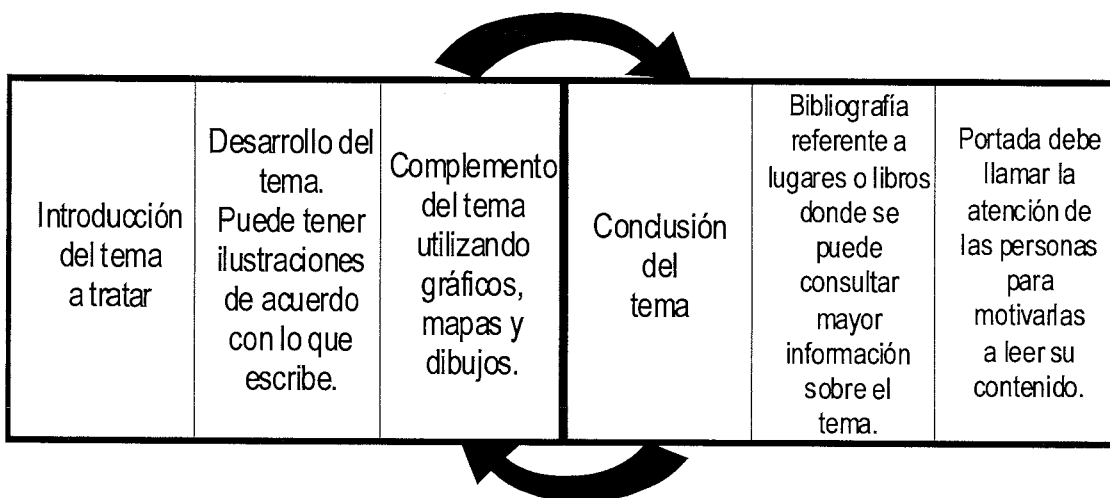 Introducción
del tema
a tratar
Desarrollo del
tema.
Puede tener
ilustraciones
de acuerdo
con lo que
escribe.
Complemento
del tema
utilizando
gráficos,
mapas y
dibujos.
Conclusión
del
tema
Bibliografía
referente a
lugares o libros
donde se
puede
consultar
mayor
información
sobre el
tema.
Portada debe
llamar la
atención de
las personas
para
motivarlas
a leer su
contenido.